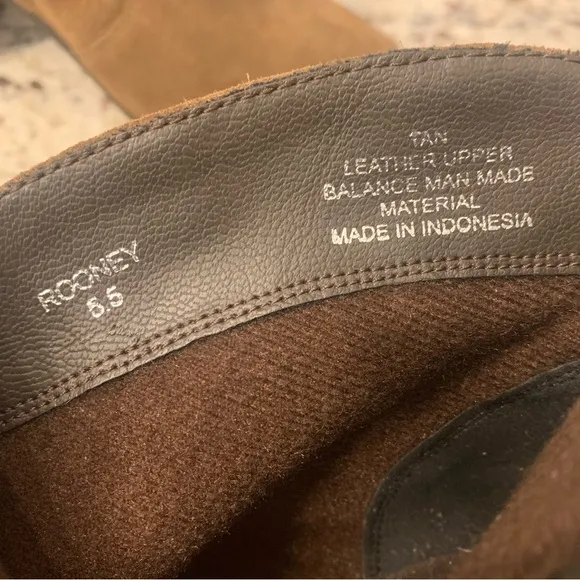 ROONEY
8.5
TAN
LEATHER UPPER
BALANCE MAN MADE
MATERIAL
MADE IN INDONESIA